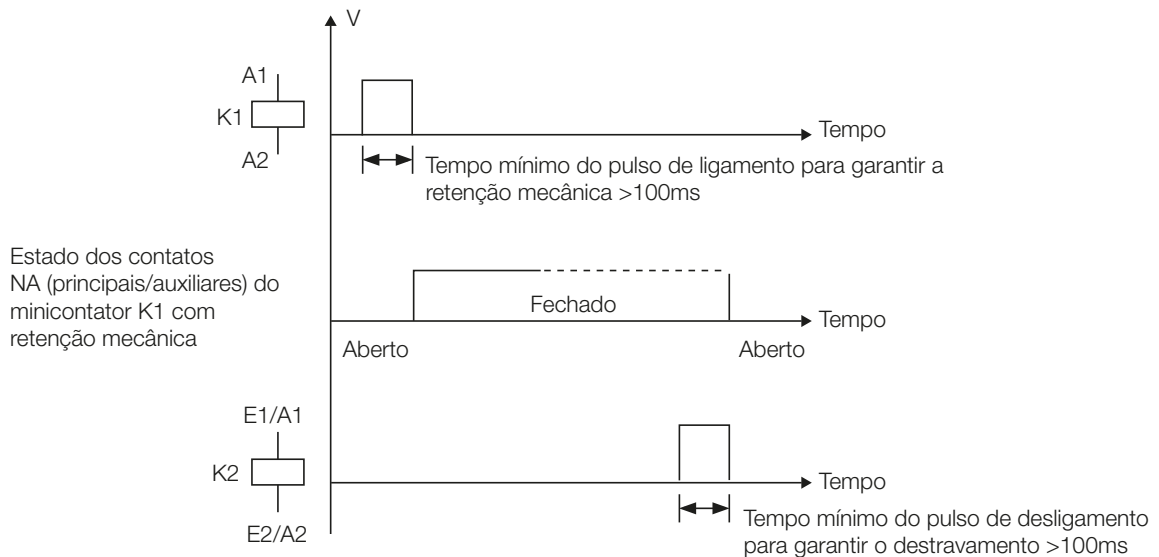 V
A1
K1
A2
Tempo
Tempo mínimo do pulso de ligamento para garantir a
retenção mecânica >100ms
Estado dos contatos
NA (principais/auxiliares) do
minicontator K1 com
retenção mecânica
Fechado
Tempo
Aberto
Aberto
E1/A1
K2
E2/A2
Tempo
Tempo mínimo do pulso de desligamento
para garantir o destravamento >100ms